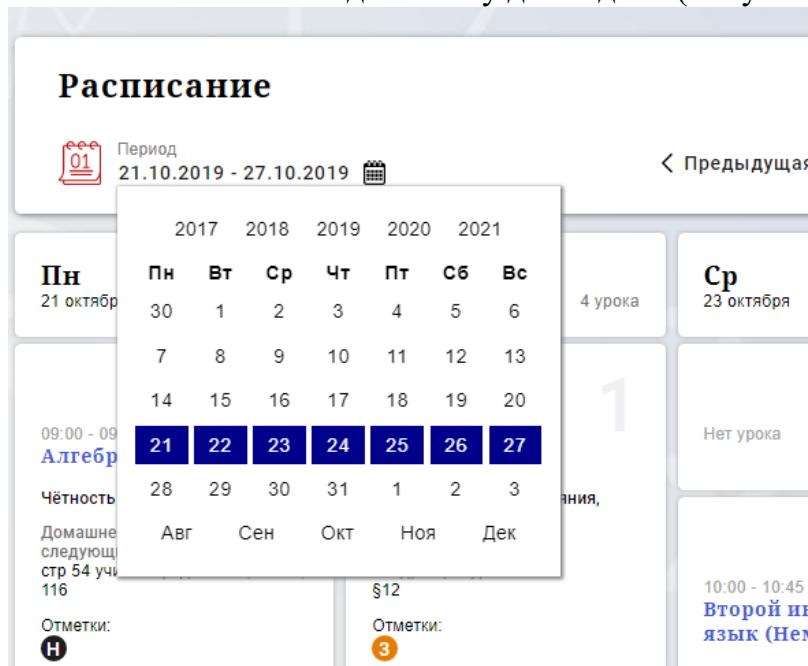 Расписание
01
Период
21.10.2019 - 27.10.2019
Предыдущая
2017 2018 2019 2020 2021
Пн Вт Ср Чт Пт Сб Вс
30 1 2 3 4 5 6
7 8 9 10 11 12 13
14 15 16 17 18 19 20
21 22 23 24 25 26 27
28 29 30 31 1 2 3
Авг Сен Окт Ноя Дек
Пн
21 октябр
4 урока
Ср
23 октября
1
09:00 - 09
Алгебр
Чётность
Домашне
следующ
стр 54 уч
116
Отметки:
Н
яния,
§12
Отметки:
3
Нет урока
10:00 - 10:45
Второй ин
язык (Нем